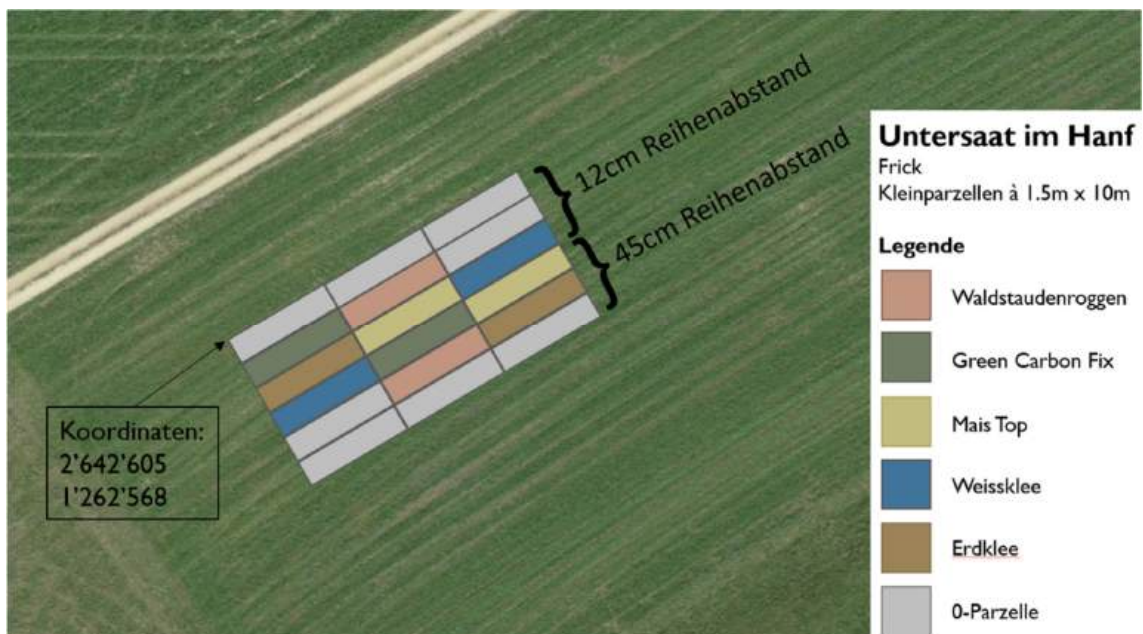 12cm Reihenabstand
45cm Reihenabstand
Koordinaten:
2'642'605
1'262'568
Untersaat im Hanf
Frick
Kleinparzellen à 1.5m x 10m
Legende
Waldstaudenroggen
Green Carbon Fix
Mais Top
Weissklee
Erdklee
0-Parzelle